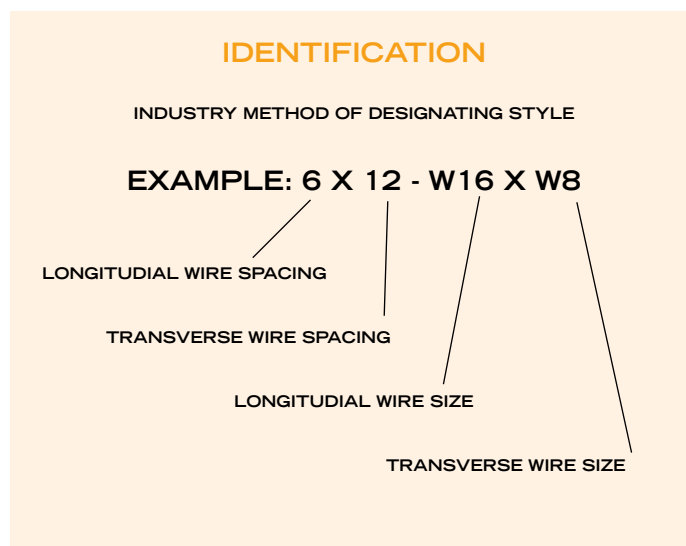 IDENTIFICATION
INDUSTRY METHOD OF DESIGNATING STYLE
EXAMPLE: 6 X 12 - W16 X W8
LONGITUDIAL WIRE SPACING
TRANSVERSE WIRE SPACING
LONGITUDIAL WIRE SIZE
TRANSVERSE WIRE SIZE